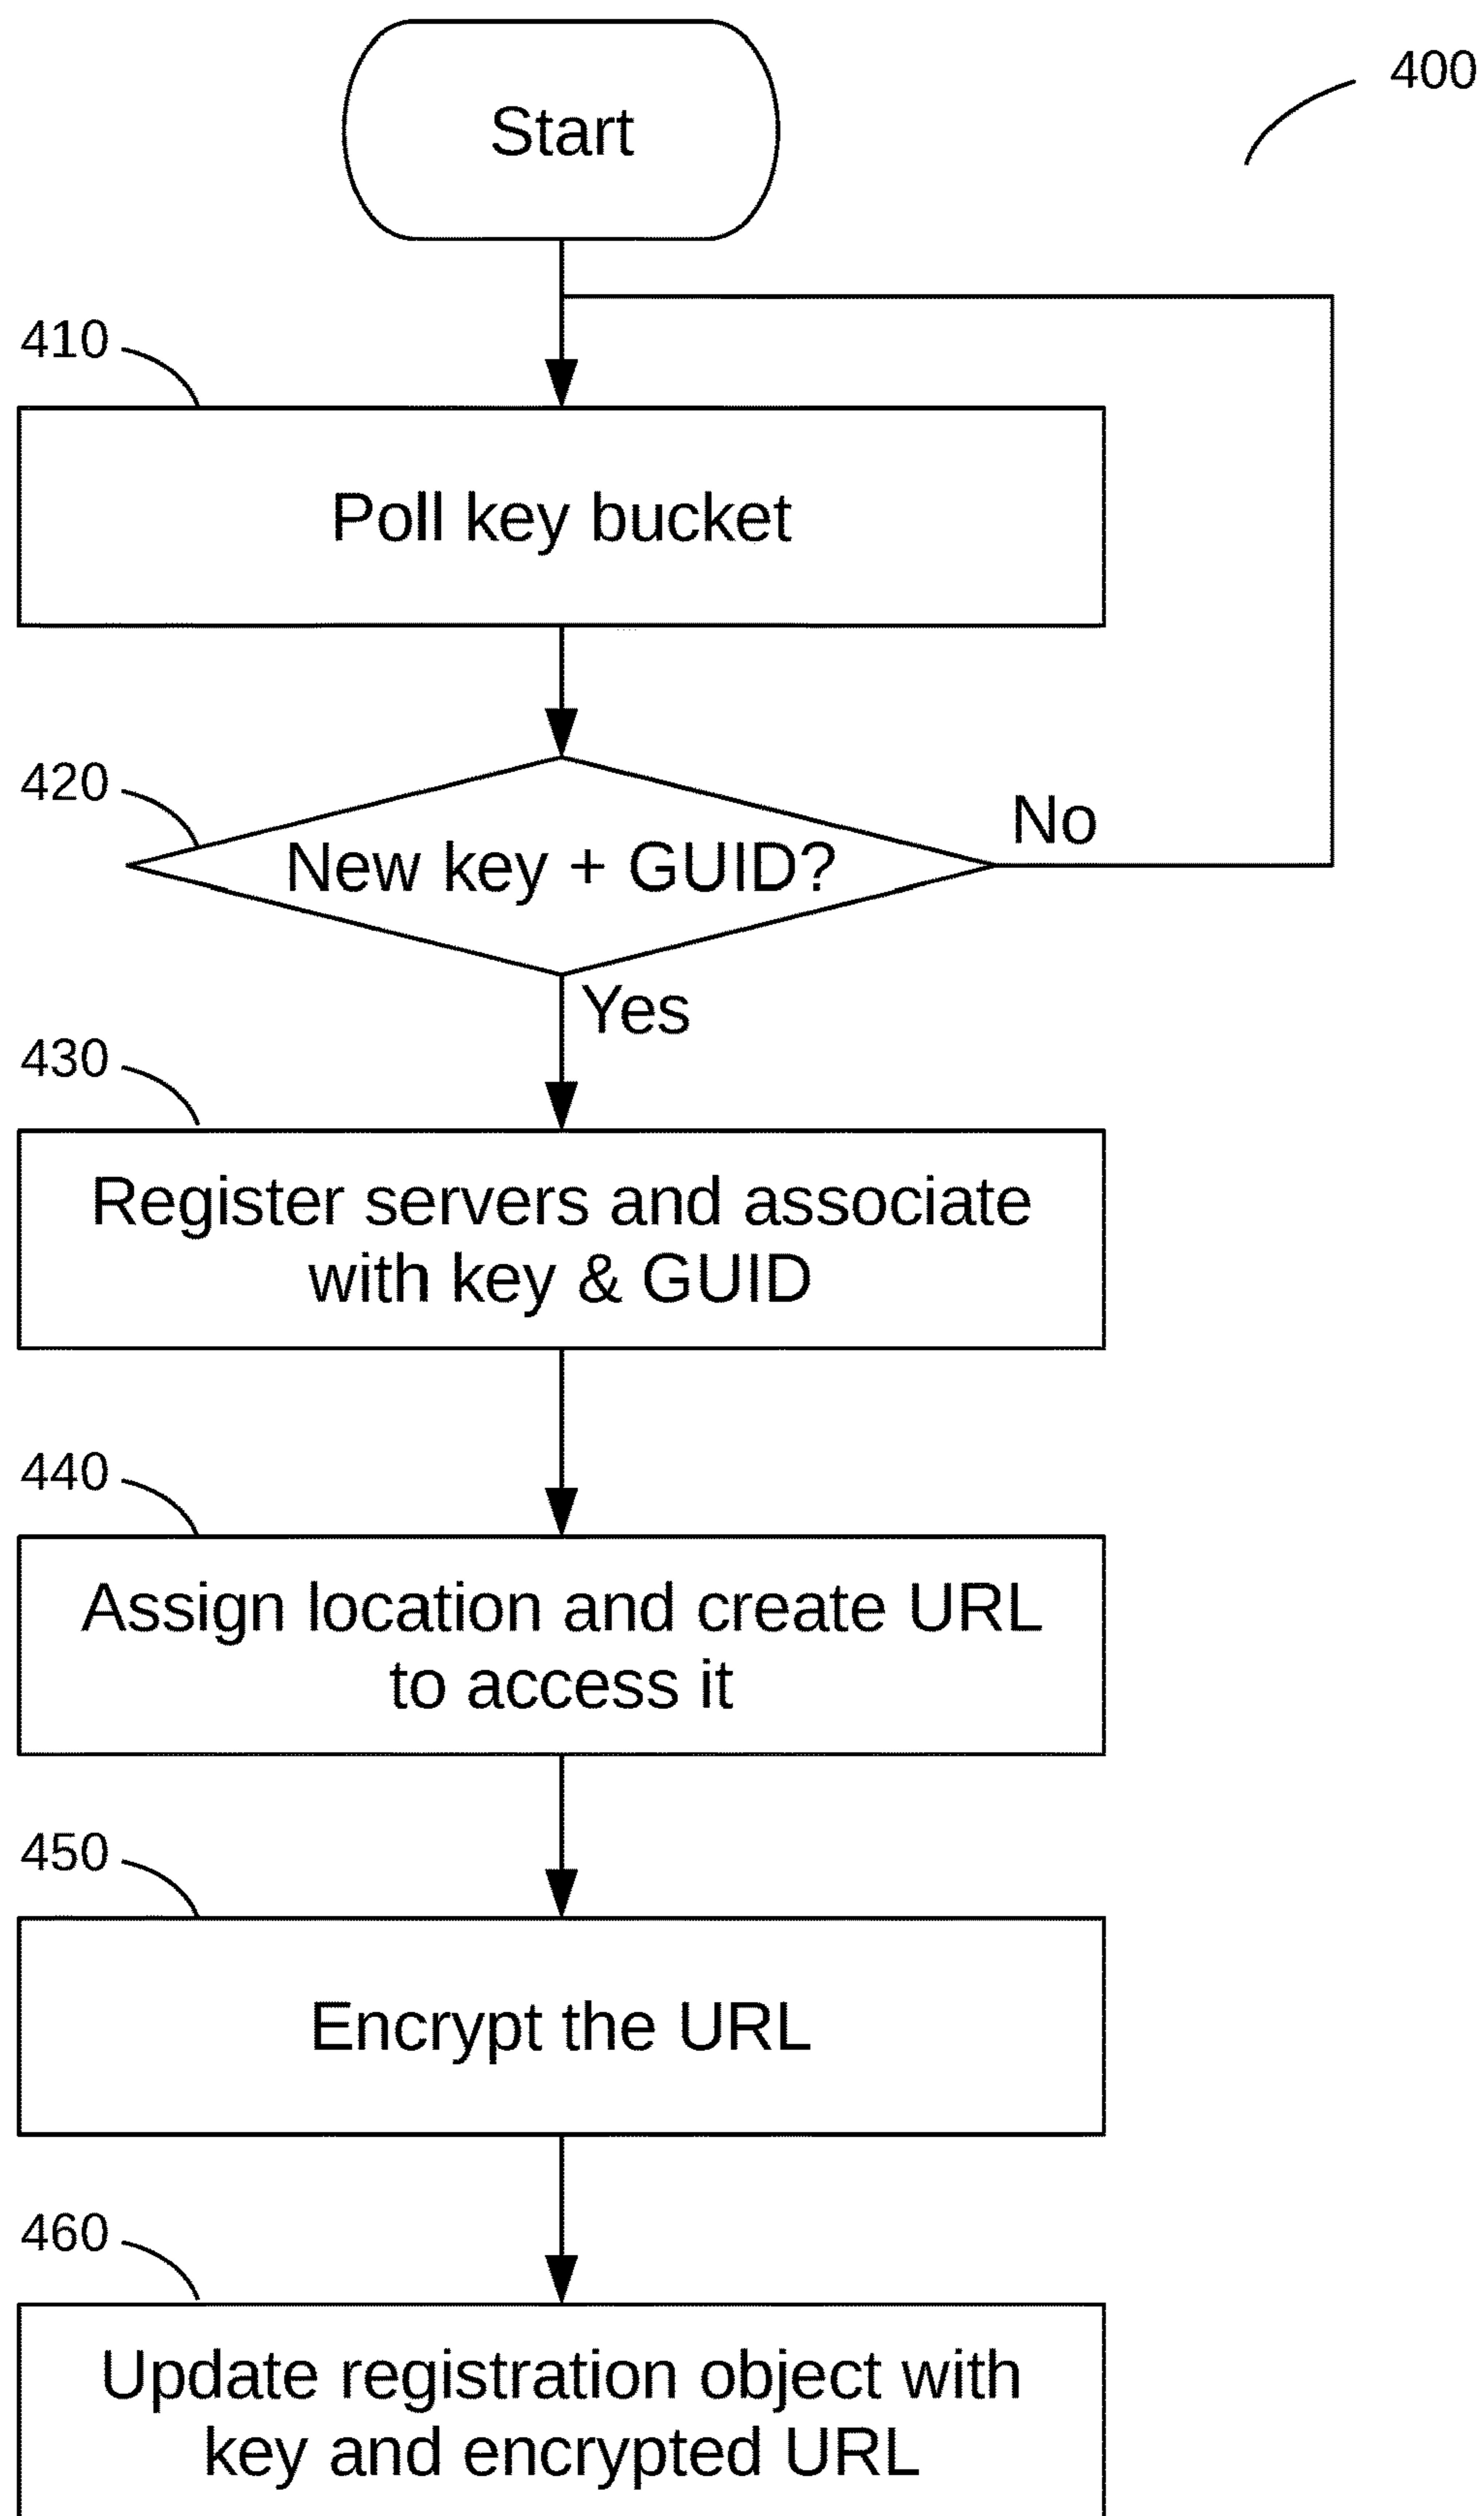 Start
400
410
Poll key bucket
420
New key + GUID?
No
Yes
430
Register servers and associate
with key & GUID
440
Assign location and create URL
to access it
450
Encrypt the URL
460
Update registration object with
key and encrypted URL